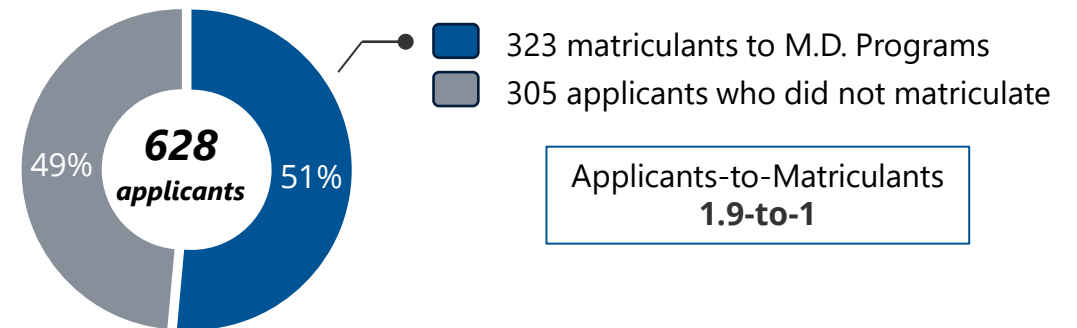 323 matriculants to M.D. Programs
305 applicants who did not matriculate
49%
628
applicants
51%
Applicants-to-Matriculants
1.9-to-1